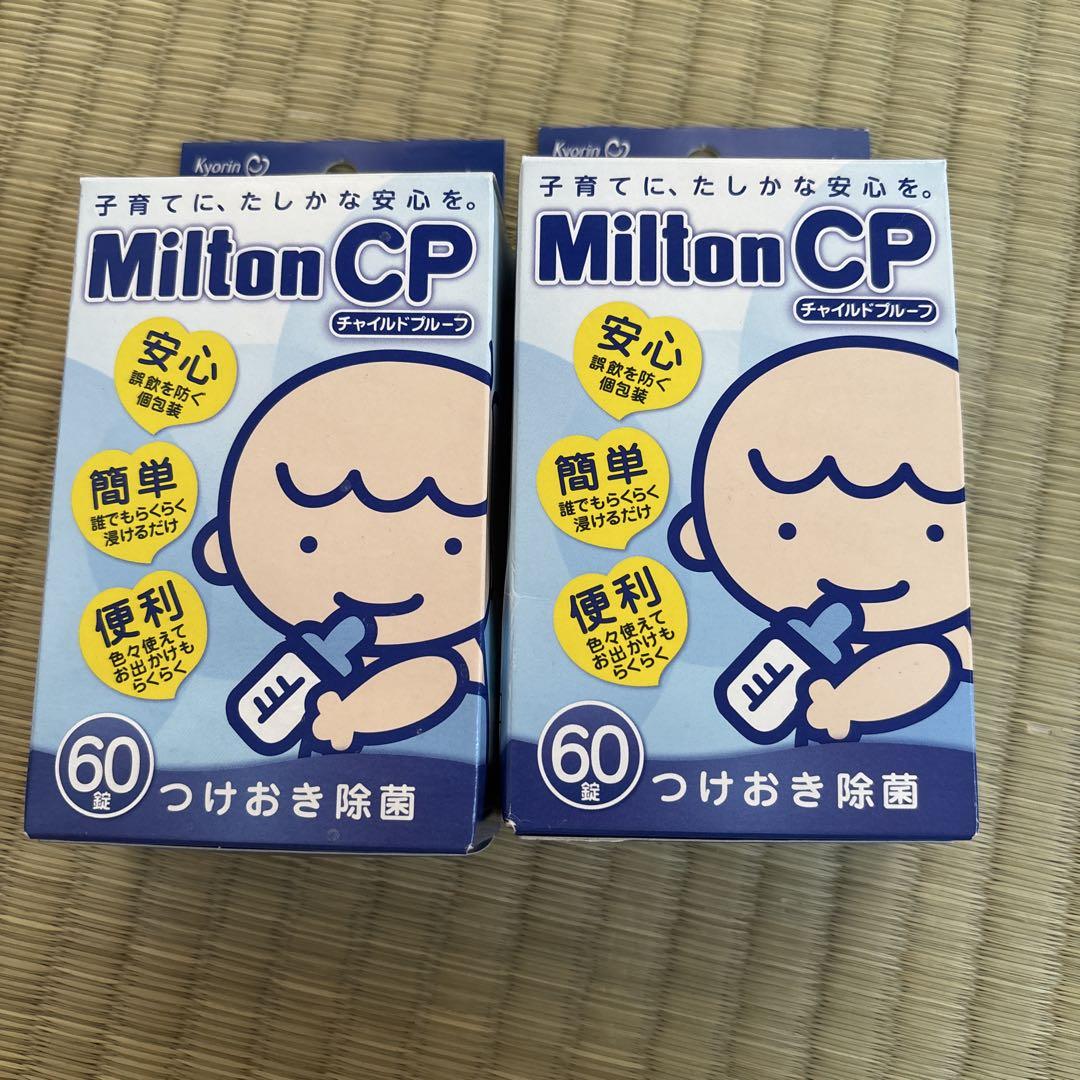 Kyorin
子育てに、たしかな安心を。
Milton CP
チャイルドプルーフ
安心
誤飲を防ぐ
個包装
簡単
誰でもらくらく
浸けるだけ
便利
色々使えて
お出かけも
らくらく
60
錠
つけおき除菌
Kyorin
子育てに、たしかな安心を。
Milton CP
チャイルドプルーフ
安心
誤飲を防ぐ
個包装
簡単
誰でもらくらく
浸けるだけ
便利
色々使えて
お出かけも
らくらく
60
錠
つけおき除菌